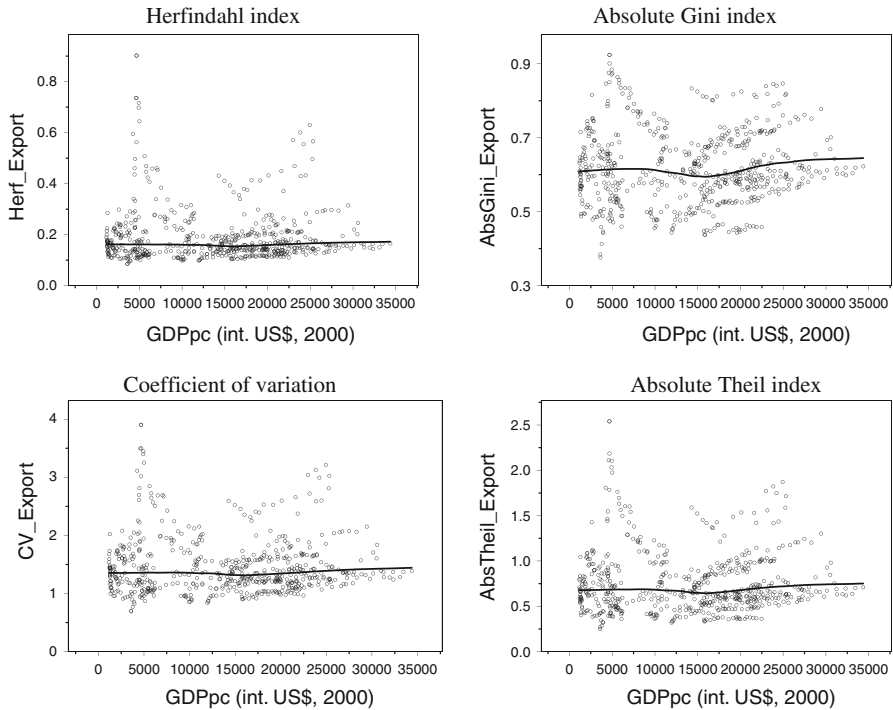 Herfindahl index
Herf_Export
0.8
0.6
0.4
0.2
0.0
0 5000 10000 15000 20000 25000 30000 35000
GDPpc (int. US$, 2000)
Absolute Gini index
AbsGini_Export
0.9
0.7
0.5
0.3
0 5000 10000 15000 20000 25000 30000 35000
GDPpc (int. US$, 2000)
Coefficient of variation
CV_Export
4
3
2
1
0
0 5000 10000 15000 20000 25000 30000 35000
GDPpc (int. US$, 2000)
Absolute Theil index
AbsTheil_Export
2.5
2.0
1.5
1.0
0.5
0.0
0 5000 10000 15000 20000 25000 30000 35000
GDPpc (int. US$, 2000)